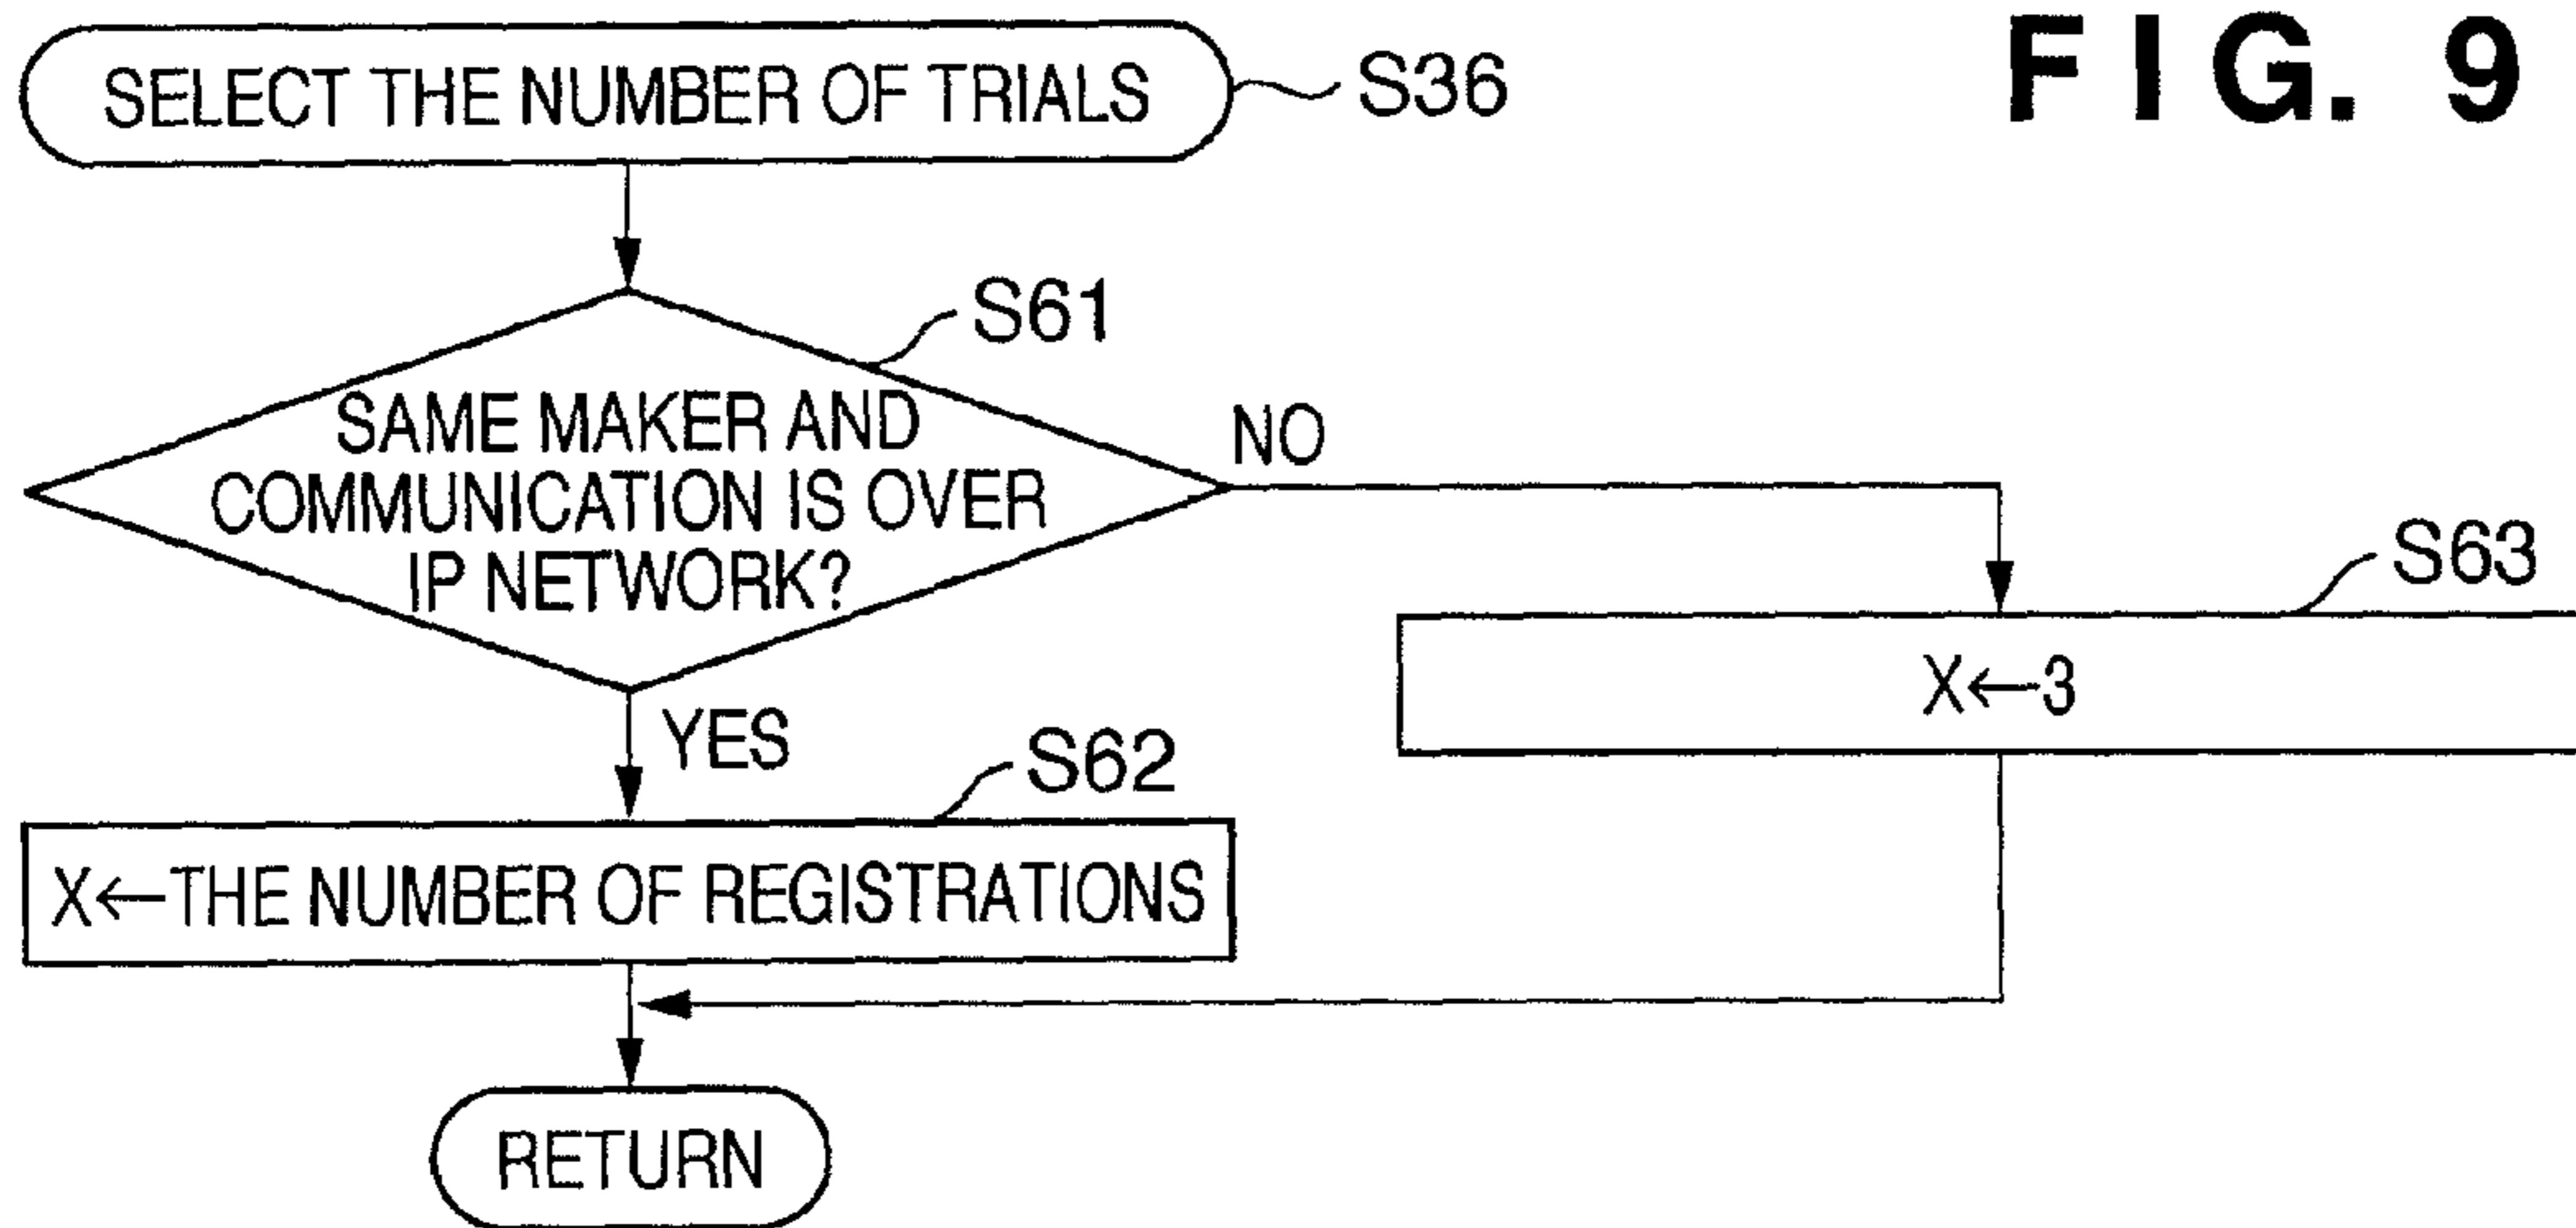 FIG. 9
SELECT THE NUMBER OF TRIALS
S36
S61
SAME MAKER AND
COMMUNICATION IS OVER
IP NETWORK?
NO
YES
S63
X←3
S62
X←THE NUMBER OF REGISTRATIONS
RETURN